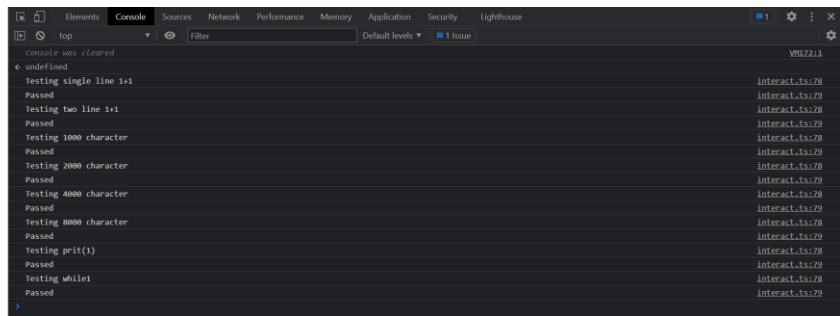 Elements Console Sources Network Performance Memory Application Security Lighthouse 1
top Filter Default levels 1 Issue
Console was cleared VM172:1
undefined
Testing single line 1+1 interact.ts:78
Passed interact.ts:79
Testing two line 1+1 interact.ts:78
Passed interact.ts:79
Testing 1000 character interact.ts:78
Passed interact.ts:79
Testing 2000 character interact.ts:78
Passed interact.ts:79
Testing 4000 character interact.ts:78
Passed interact.ts:79
Testing 8000 character interact.ts:78
Passed interact.ts:79
Testing prit(1) interact.ts:78
Passed interact.ts:79
Testing while1 interact.ts:78
Passed interact.ts:79